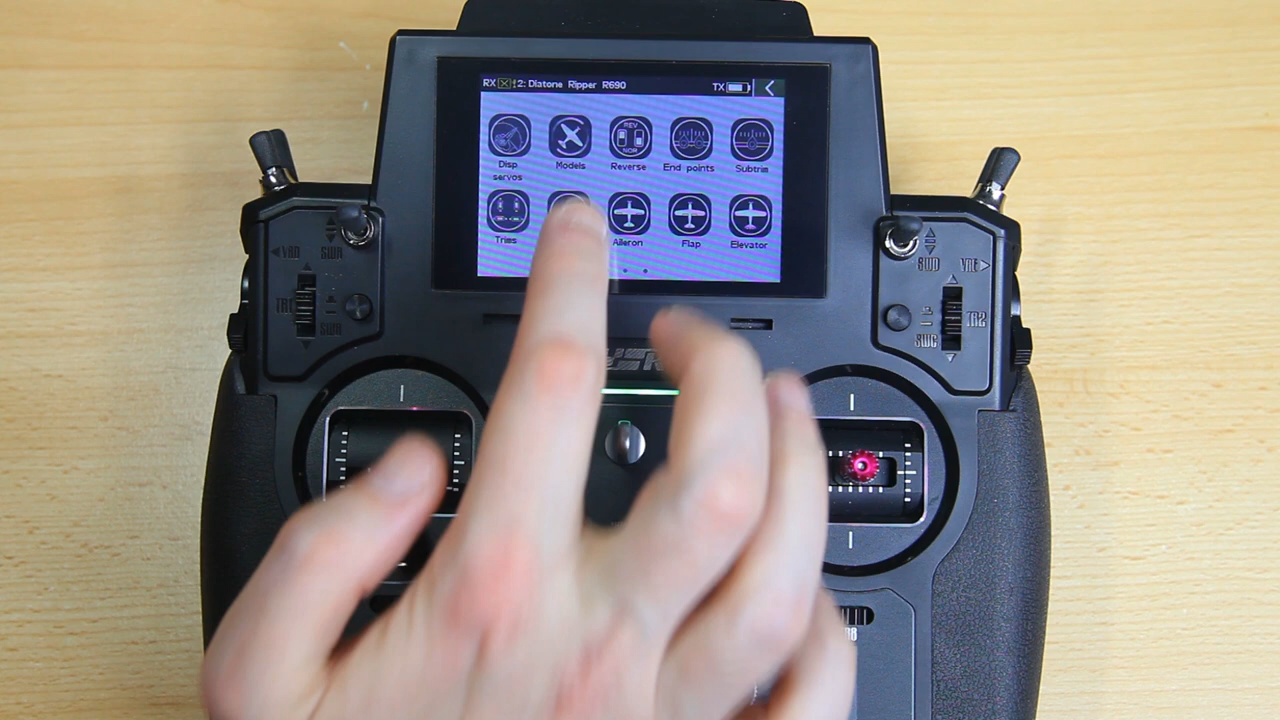 RX 2: Diatone Ripper R690 TX
Disp servos
Models
REV
NOR
Reverse
End points
Subtrim
Trims
Aileron
Flap
Elevator
SWA
SWD
VRE
TR1
TR2
SWC